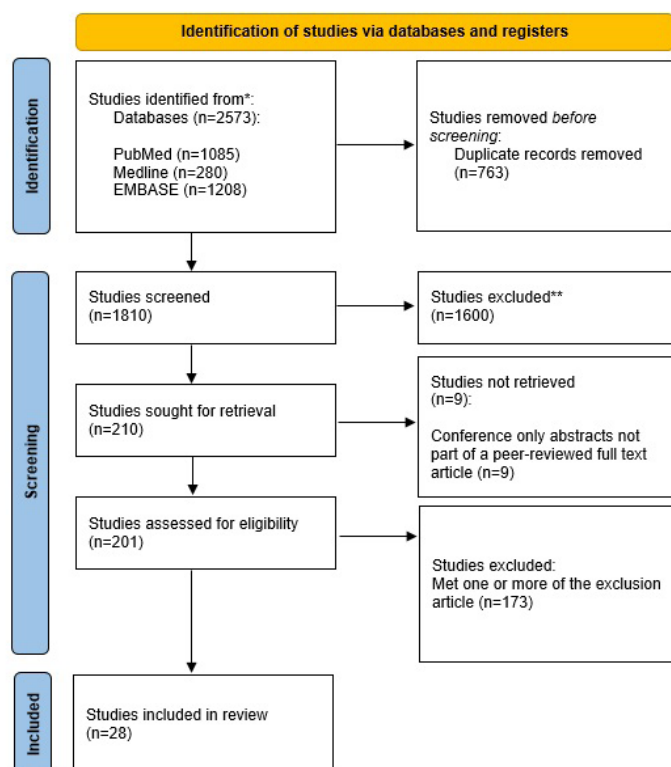 Identification of studies via databases and registers
Identification
Studies identified from*:
Databases (n=2573):
PubMed (n=1085)
Medline (n=280)
EMBASE (n=1208)
Studies removed before
screening:
Duplicate records removed
(n=763)
Screening
Studies screened
(n=1810)
Studies excluded**
(n=1600)
Studies sought for retrieval
(n=210)
Studies not retrieved
(n=9):
Conference only abstracts not
part of a peer-reviewed full text
article (n=9)
Studies assessed for eligibility
(n=201)
Studies excluded:
Met one or more of the exclusion
article (n=173)
Included
Studies included in review
(n=28)